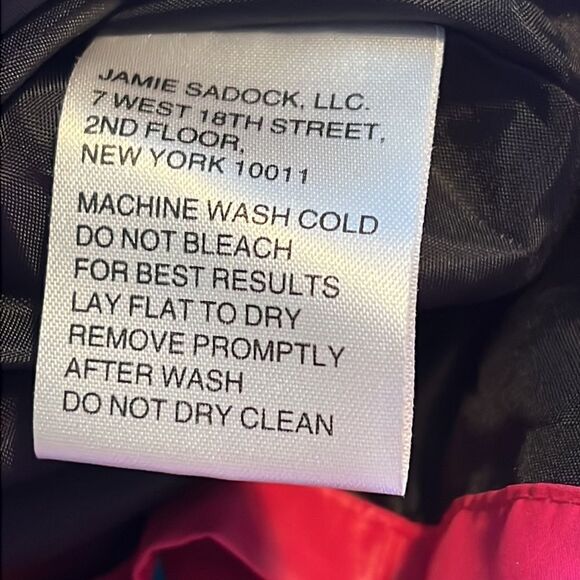 JAMIE SADOCK, LLC.
7 WEST 18TH STREET,
2ND FLOOR,
NEW YORK 10011
MACHINE WASH COLD
DO NOT BLEACH
FOR BEST RESULTS
LAY FLAT TO DRY
REMOVE PROMPTLY
AFTER WASH
DO NOT DRY CLEAN